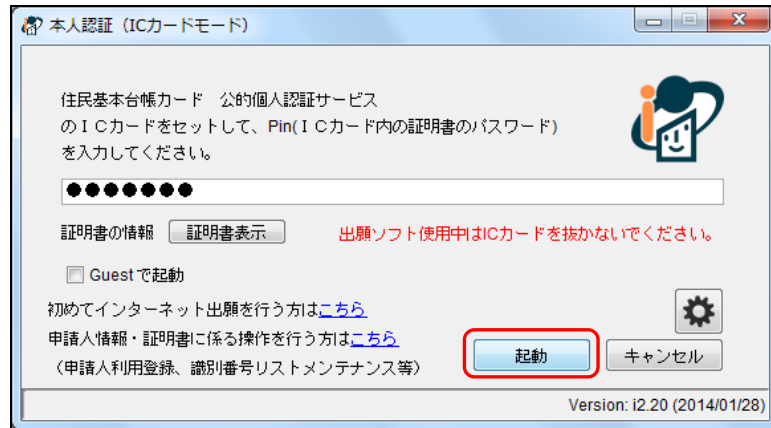 本人認証（ICカードモード）
住民基本台帳カード　公的個人認証サービス
のＩＣカードをセットして、Pin(ＩＣカード内の証明書のパスワード)
を入力してください。
●●●●●●●
証明書の情報 証明書表示 出願ソフト使用中はICカードを抜かないでください。
Guestで起動
初めてインターネット出願を行う方はこちら
申請人情報・証明書に係る操作を行う方はこちら
（申請人利用登録、識別番号リストメンテナンス等）
起動 キャンセル
Version: i2.20 (2014/01/28)